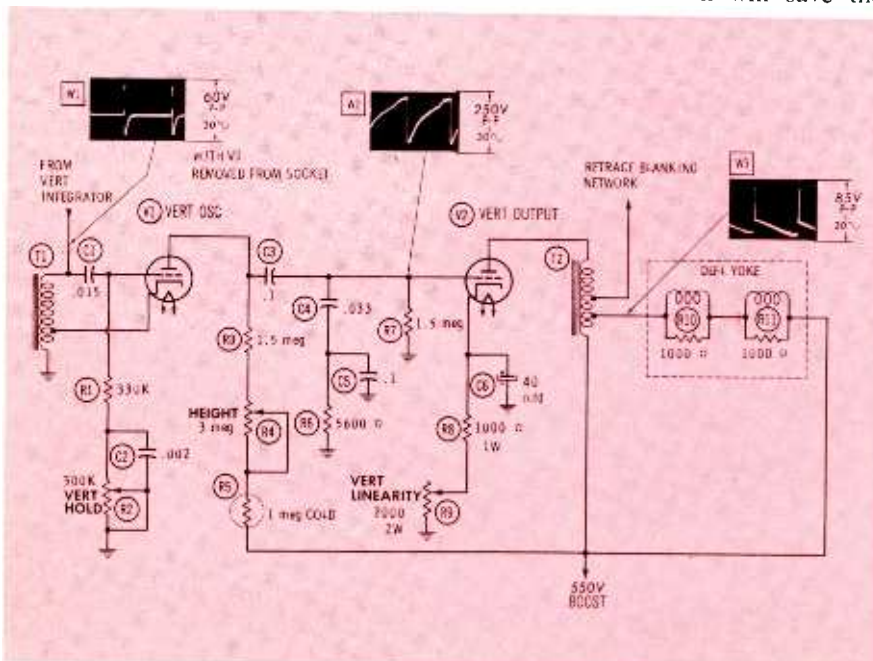 will save
W1
60V
P-P
30~
WITH V2
REMOVED FROM SOCKET
250V
P-P
30~
W3
85V
P-P
30~
FROM
VERT
INTEGRATOR
RETRACE BLANKING
NETWORK
V1 VERT OSC
V2 VERT OUTPUT
T1
C1
.015
C3
.1
T2
DEFL YOKE
R10
R11
1000 Ω
1000 Ω
C4
.033
R7
1.5 meg
R3
1.5 meg
R1
330K
C5
.1
C6
40
mfd
HEIGHT
3 meg
R4
R6
5600 Ω
R8
1000 Ω
1W
C2
.002
500K
VERT
HOLD
R2
R5
1 meg COLD
VERT
LINEARITY
2W
R9
550V
BOOST